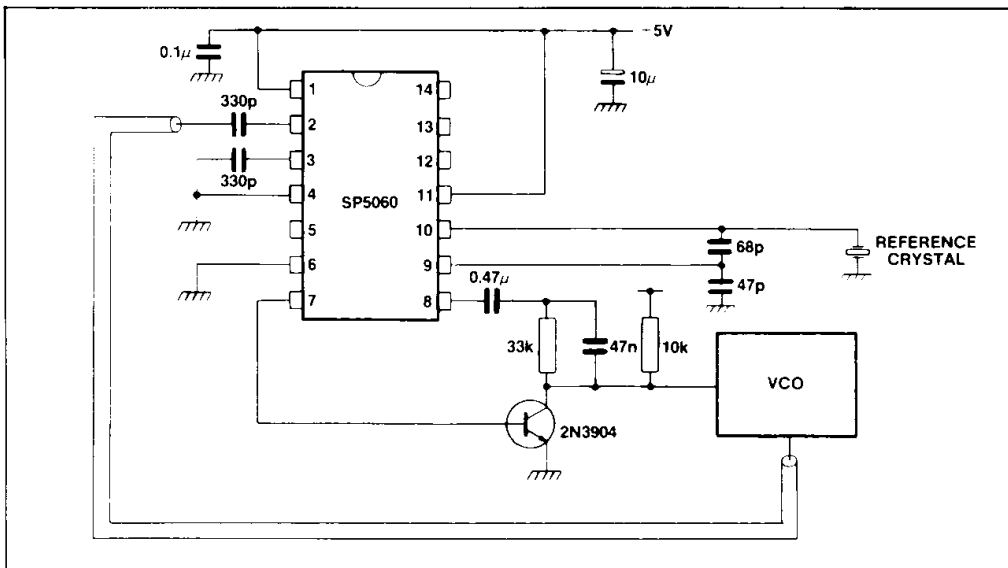 -5V
0.1µ
10µ
330p
330p
1
2
3
4
5
6
7
14
13
12
11
10
9
8
SP5060
0.47µ
68p
47p
REFERENCE
CRYSTAL
33k
47n
10k
VCO
2N3904